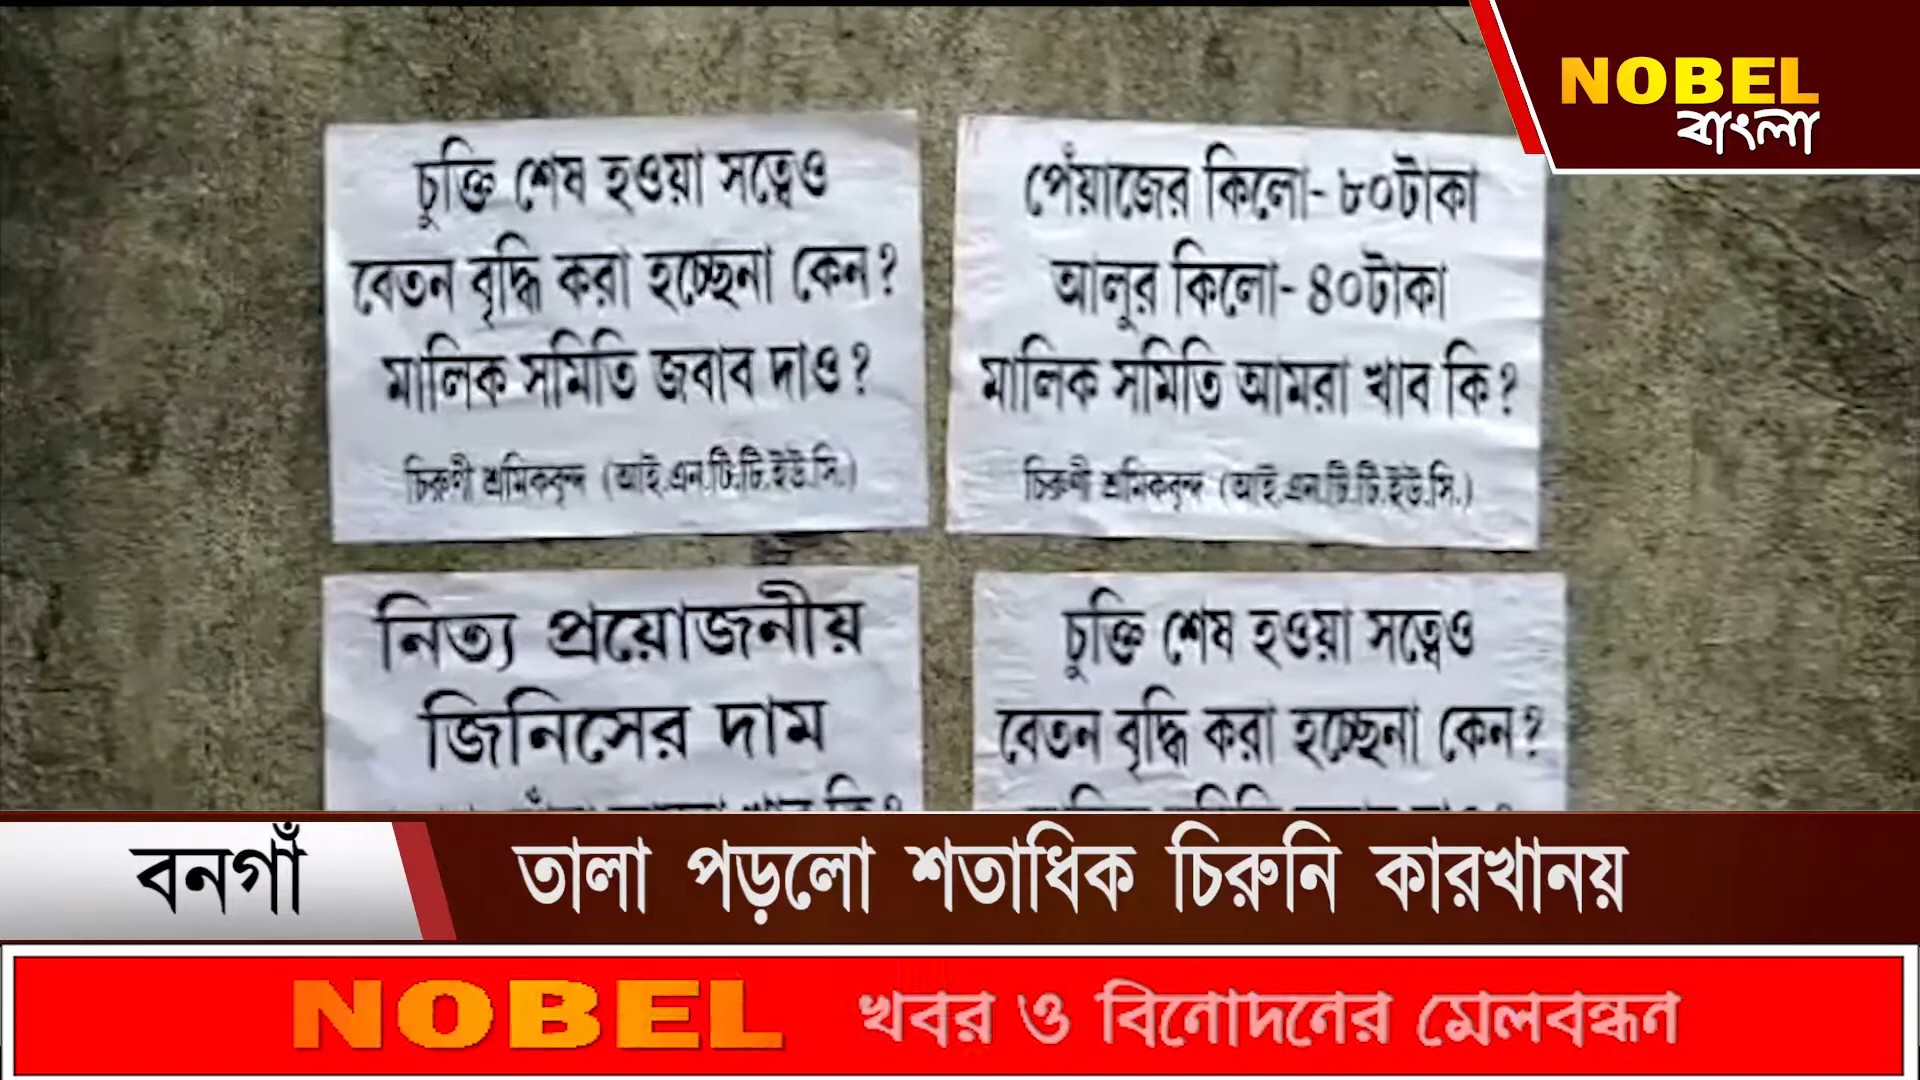 NOBEL
বাংলা
চুক্তি শেষ হওয়া সত্বেও
বেতন বৃদ্ধি করা হচ্ছেনা কেন?
মালিক সমিতি জবাব দাও?
চিরুণী শ্রমিকবৃন্দ (আই.এন.টি.টি.ইউ.সি.)
পেঁয়াজের কিলো- ৮০টাকা
আলুর কিলো- ৪০টাকা
মালিক সমিতি আমরা খাব কি?
চিরুণী শ্রমিকবৃন্দ (আই.এন.টি.টি.ইউ.সি.)
নিত্য প্রয়োজনীয়
জিনিসের দাম
চুক্তি শেষ হওয়া সত্বেও
বেতন বৃদ্ধি করা হচ্ছেনা কেন?
বনগাঁ
তালা পড়লো শতাধিক চিরুনি কারখানয়
NOBEL খবর ও বিনোদনের মেলবন্ধন